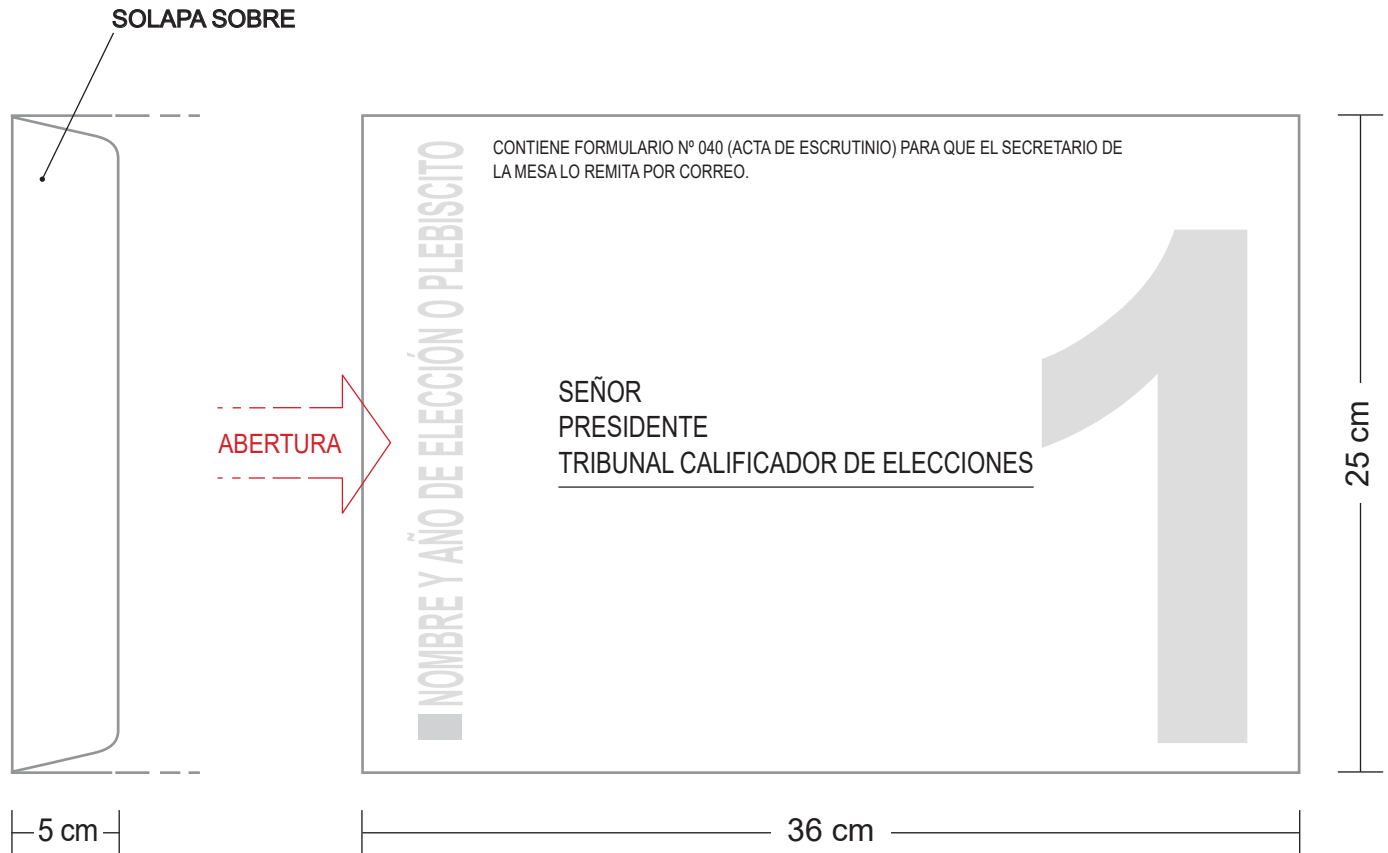 SOLAPA SOBRE
CONTIENE FORMULARIO Nº 040 (ACTA DE ESCRUTINIO) PARA QUE EL SECRETARIO DE
LA MESA LO REMITA POR CORREO.
NOMBRE Y AÑO DE ELECCIÓN O PLEBISCITO
1
ABERTURA
SEÑOR
PRESIDENTE
TRIBUNAL CALIFICADOR DE ELECCIONES
25 cm
5 cm
36 cm